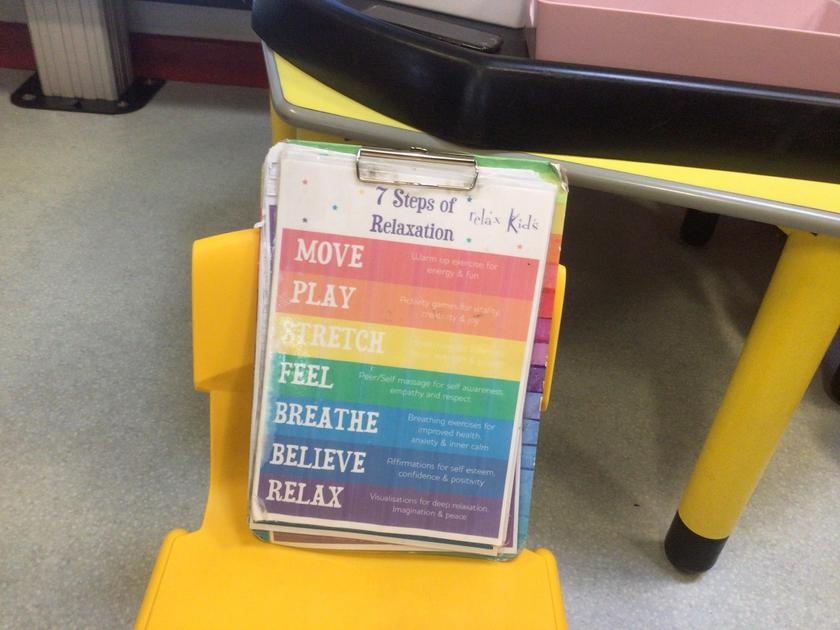 7 Steps of
Relaxation
relax Kids
MOVE
Warm up exercise for
energy & fun
PLAY
Activity games for vitality,
creativity & joy
STRETCH
FEEL
Peer/Self massage for self awareness,
empathy and respect
BREATHE
Breathing exercises for
improved health,
anxiety & inner calm
BELIEVE
Affirmations for self esteem,
confidence & positivity
RELAX
Visualisations for deep relaxation,
Imagination & peace